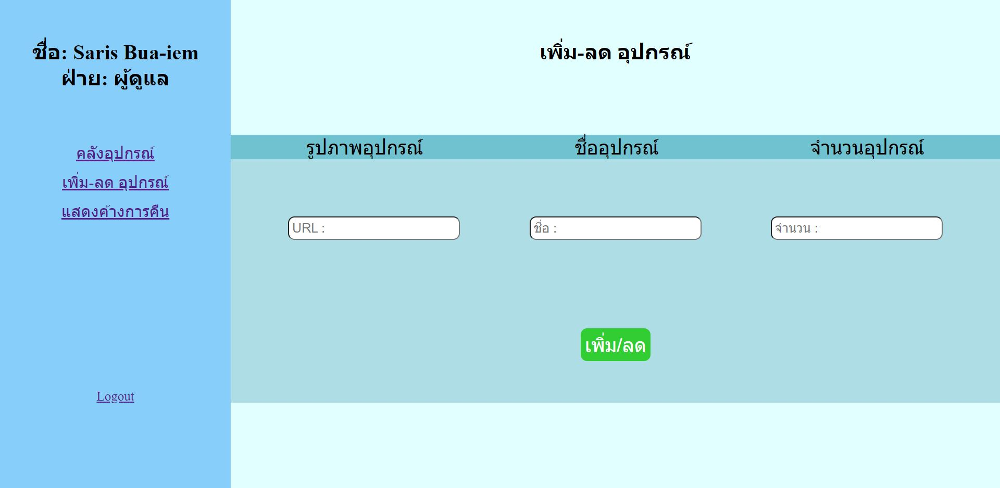 ชื่อ: Saris Bua-iem
ฝ่าย: ผู้ดูแล
คลังอุปกรณ์
เพิ่ม-ลด อุปกรณ์
แสดงค้างการคืน
Logout
เพิ่ม-ลด อุปกรณ์
รูปภาพอุปกรณ์ ชื่ออุปกรณ์ จำนวนอุปกรณ์
URL : ชื่อ : จำนวน :
เพิ่ม/ลด